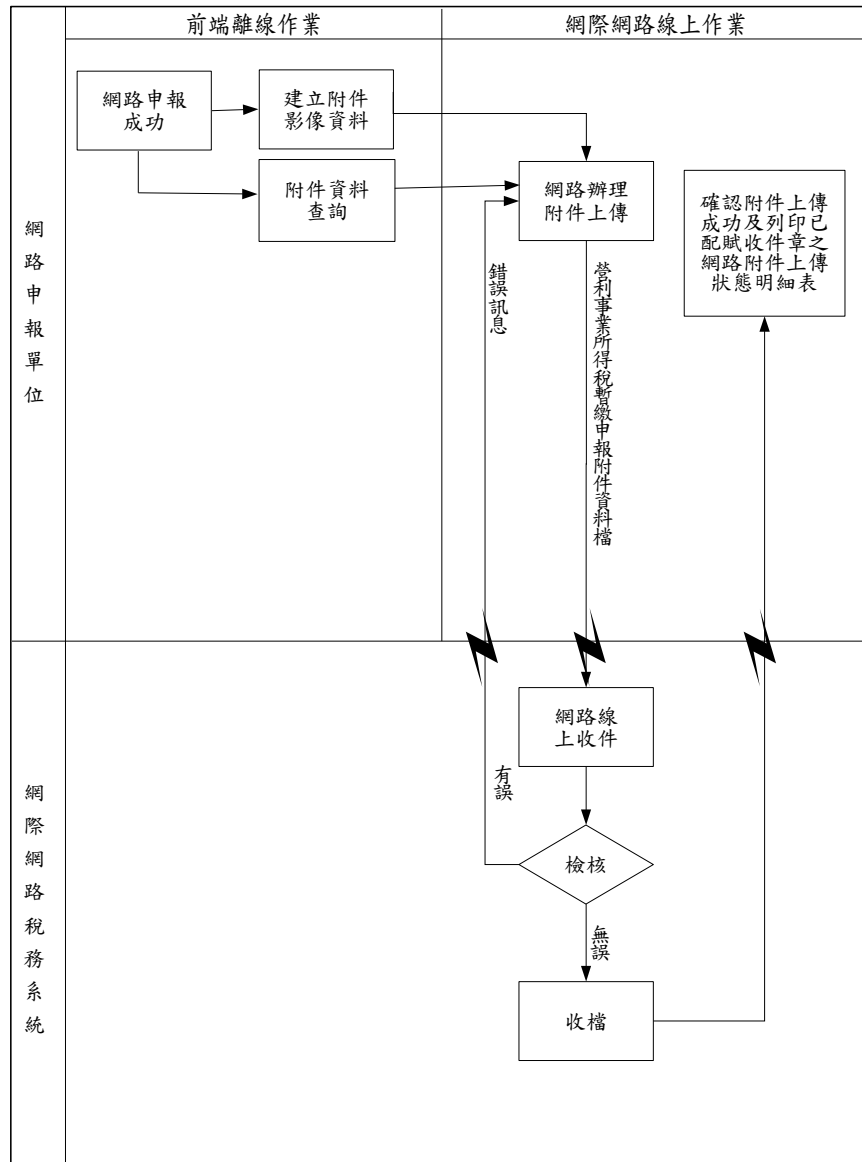 前端離線作業
網際網路線上作業
網路申報單位
網路申報
成功
建立附件
影像資料
附件資料
查詢
網路辦理
附件上傳
確認附件上傳
成功及列印已
配賦收件章之
網路附件上傳
狀態明細表
錯誤訊息
營利事業所得稅暫繳申報附件資料檔
網際網路稅務系統
網路線
上收件
有誤
檢核
無誤
收檔